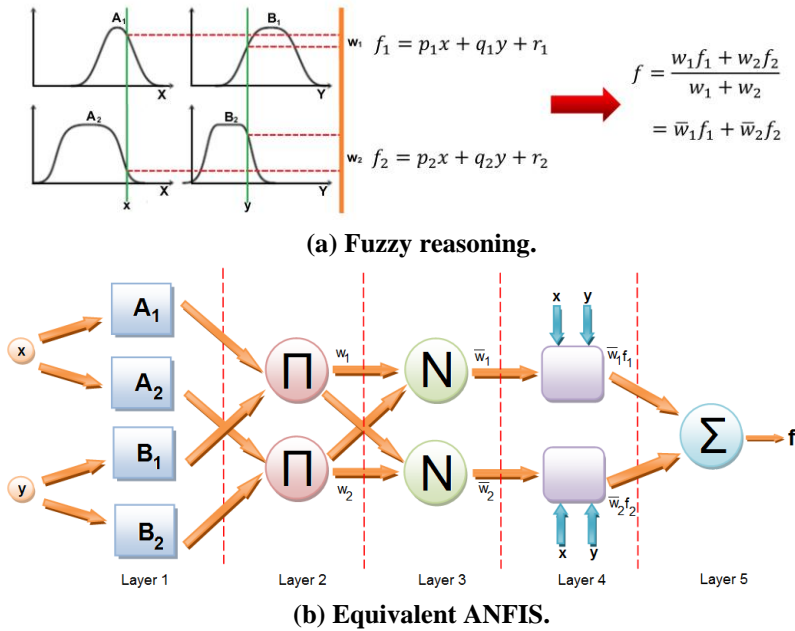 A₁
B₁
w₁ f₁ = p₁x + q₁y + r₁
f = (w₁f₁ + w₂f₂) / (w₁ + w₂)
= w̅₁f₁ + w̅₂f₂
X
Y
A₂
B₂
w₂ f₂ = p₂x + q₂y + r₂
X
Y
x
y
(a) Fuzzy reasoning.
x
y
A₁
x
A₂
B₁
y
B₂
Π
w₁
Π
w₂
N
w̅₁
N
w̅₂
x y
w̅₁f₁
w̅₂f₂
x y
Σ
f
Layer 1
Layer 2
Layer 3
Layer 4
Layer 5
(b) Equivalent ANFIS.